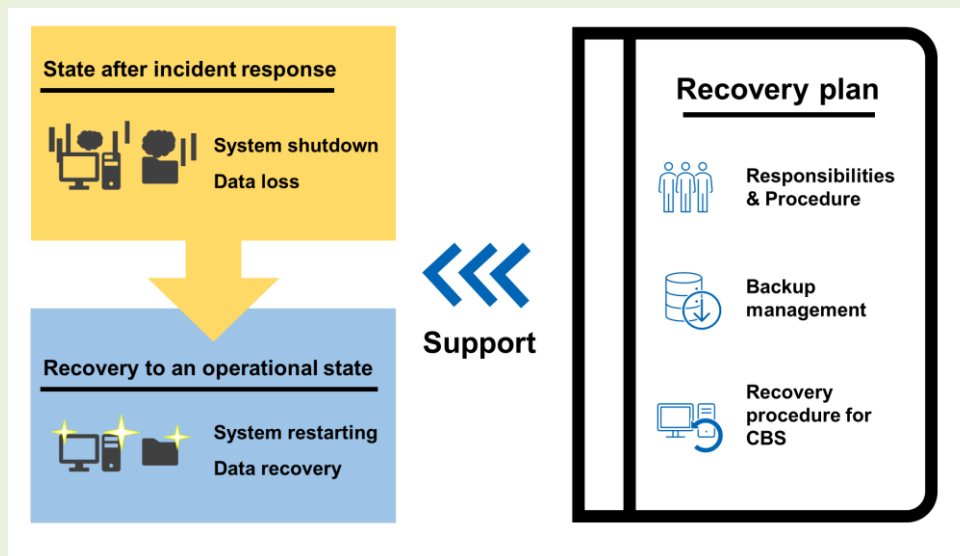 State after incident response
System shutdown
Data loss
Recovery to an operational state
System restarting
Data recovery
Support
Recovery plan
Responsibilities
& Procedure
Backup
management
Recovery
procedure for
CBS